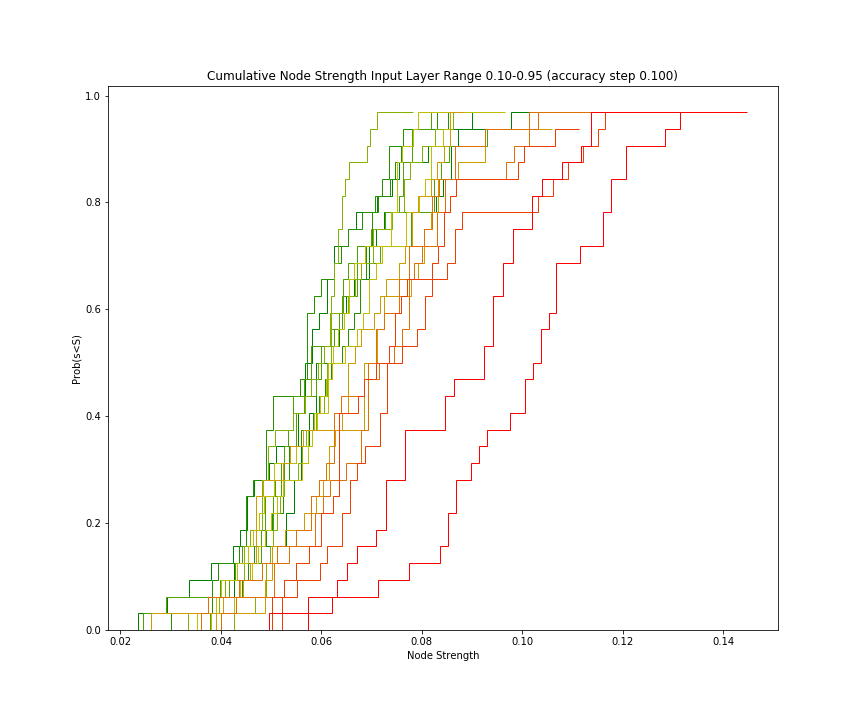 Cumulative Node Strength Input Layer Range 0.10-0.95 (accuracy step 0.100)
1.0
0.8
0.6
0.4
0.2
0.0
Prob(s<S)
0.02 0.04 0.06 0.08 0.10 0.12 0.14
Node Strength